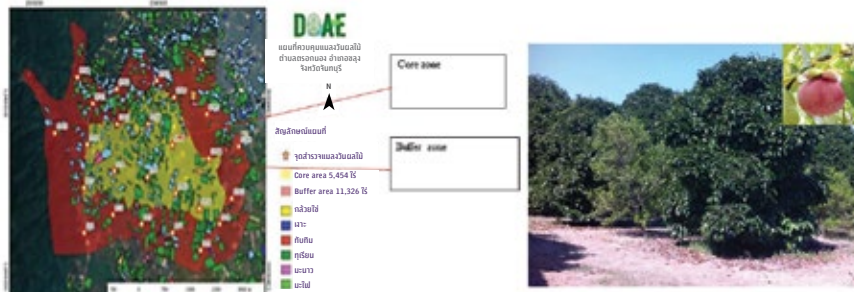 DOAE
แผนที่ควบคุมแมลงวันผลไม้
ตำบลตรอกนอง อำเภอขลุง
จังหวัดจันทบุรี
N
สัญลักษณ์แผนที่
จุดสำรวจแมลงวันผลไม้
Core area 5,454 ไร่
Buffer area 11,326 ไร่
กล้วยไข่
เงาะ
ทับทิม
ทุเรียน
มะนาว
มะไฟ
Core zone
Buffer zone